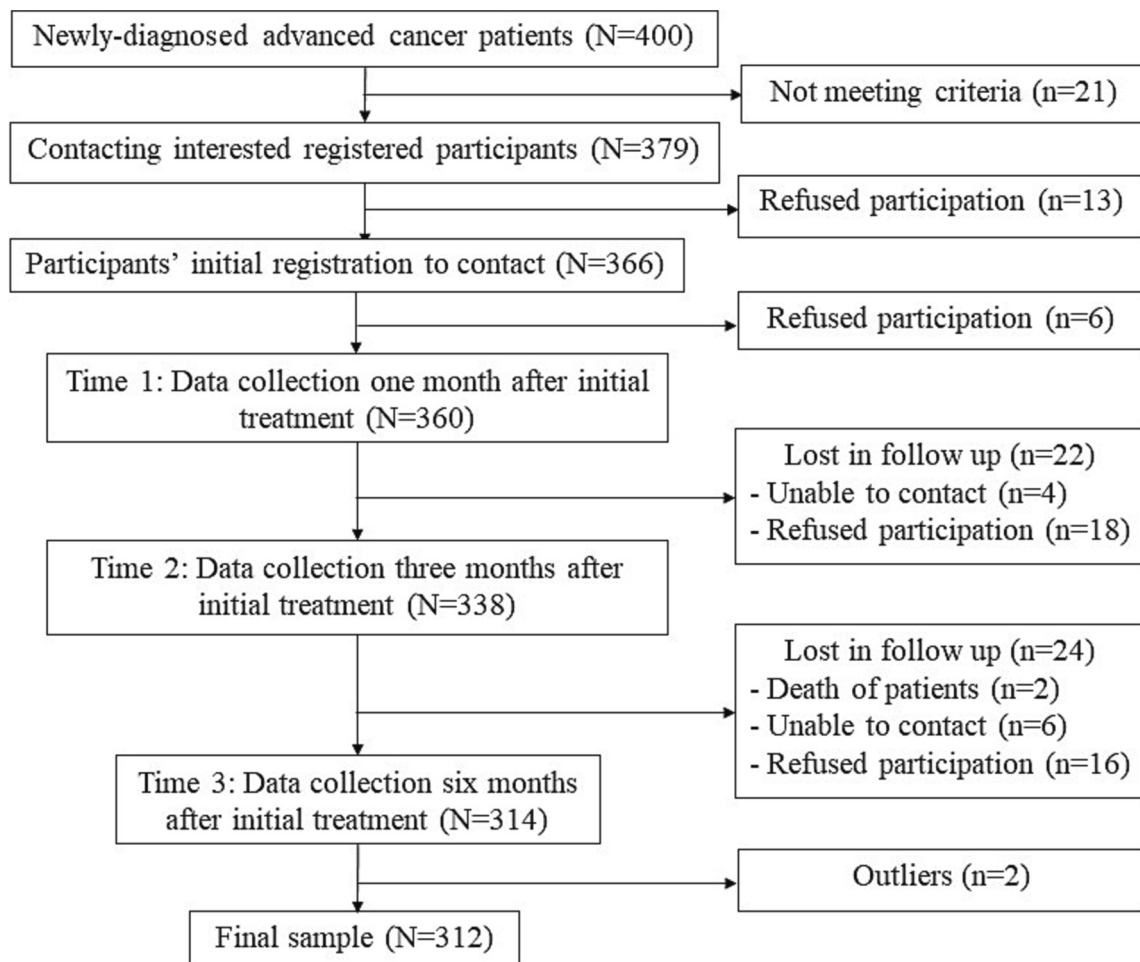 Newly-diagnosed advanced cancer patients (N=400)
Not meeting criteria (n=21)
Contacting interested registered participants (N=379)
Refused participation (n=13)
Participants’ initial registration to contact (N=366)
Refused participation (n=6)
Time 1: Data collection one month after initial
treatment (N=360)
Lost in follow up (n=22)
- Unable to contact (n=4)
- Refused participation (n=18)
Time 2: Data collection three months after
initial treatment (N=338)
Lost in follow up (n=24)
- Death of patients (n=2)
- Unable to contact (n=6)
- Refused participation (n=16)
Time 3: Data collection six months
after initial treatment (N=314)
Outliers (n=2)
Final sample (N=312)